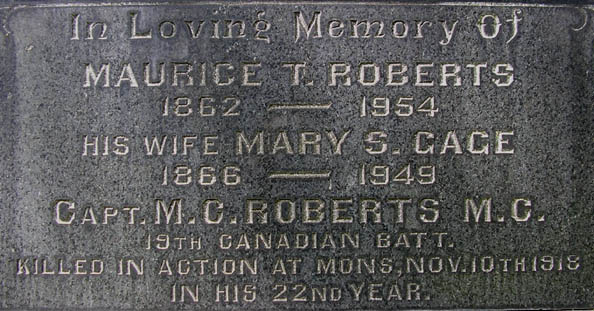 In Loving Memory Of
MAURICE T. ROBERTS
1862 — 1954
HIS WIFE MARY S. GAGE
1866 — 1949
CAPT. M. G. ROBERTS M.C.
19TH CANADIAN BATT.
KILLED IN ACTION AT MONS, NOV. 10TH 1918
IN HIS 22ND YEAR.